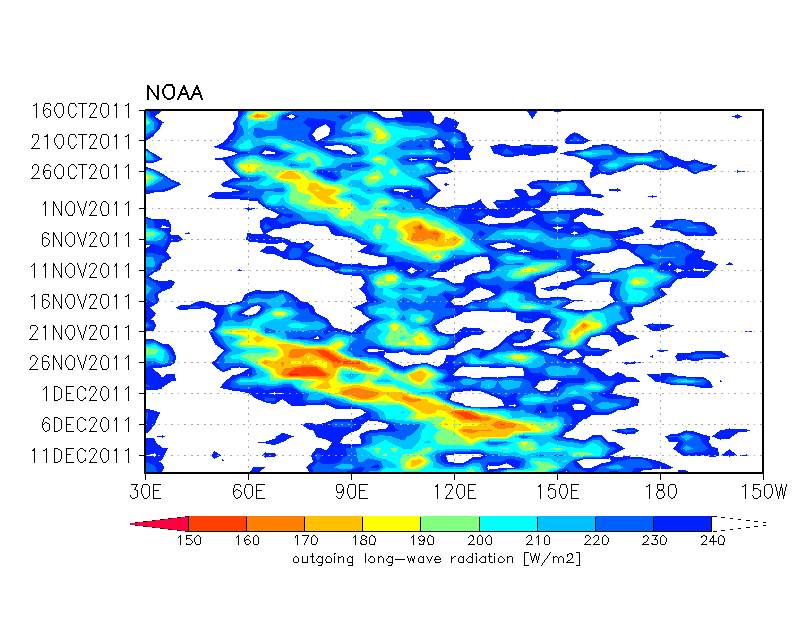 NOAA
16OCT2011
21OCT2011
26OCT2011
1NOV2011
6NOV2011
11NOV2011
16NOV2011
21NOV2011
26NOV2011
1DEC2011
6DEC2011
11DEC2011
30E 60E 90E 120E 150E 180 150W
150 160 170 180 190 200 210 220 230 240
outgoing long-wave radiation [W/m2]